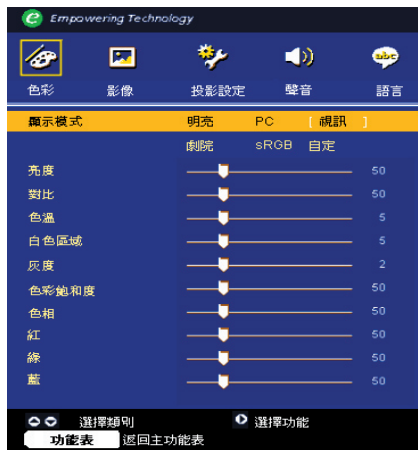 e Empowering Technology
abc
色彩 影像 投影設定 聲音 語言
顯示模式 明亮 PC [ 視訊 ]
劇院 sRGB 自定
亮度 50
對比 50
色溫 5
白色區域 5
灰度 2
色彩飽和度 50
色相 50
紅 50
綠 50
藍 50
選擇類別 選擇功能
功能表 返回主功能表